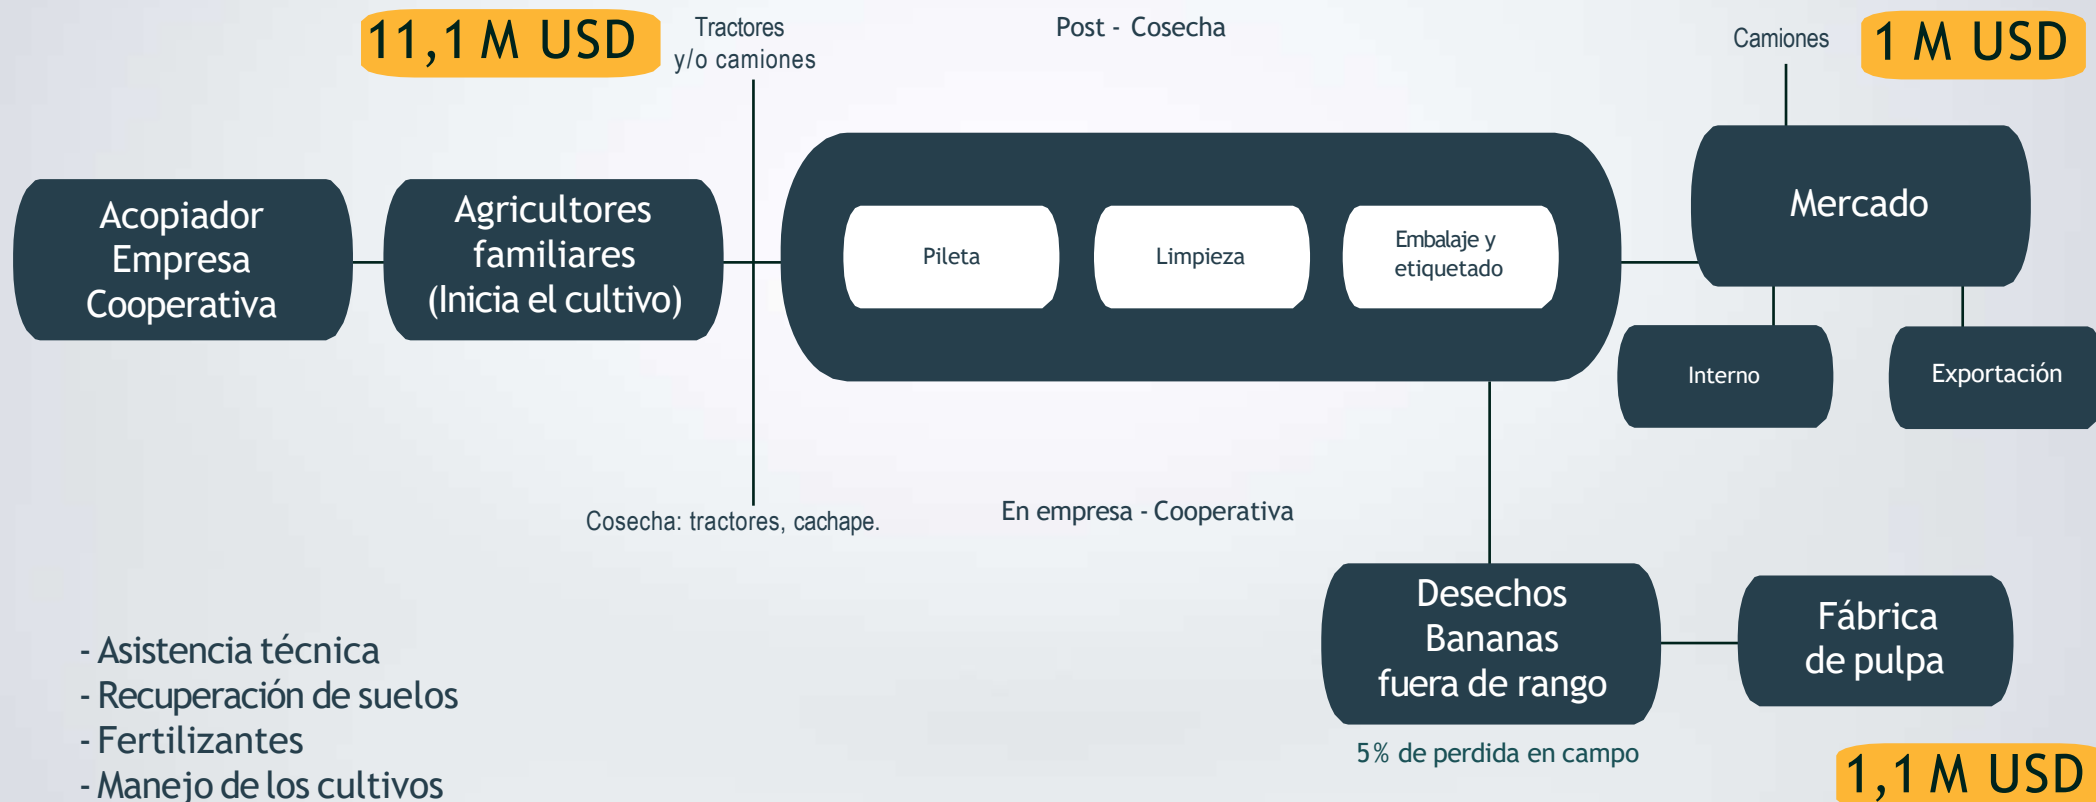 11,1 M USD
Tractores
y/o camiones
Post - Cosecha
Camiones
1 M USD
Acopiador
Empresa
Cooperativa
Agricultores
familiares
(Inicia el cultivo)
Pileta
Limpieza
Embalaje y
etiquetado
Mercado
Interno
Exportación
Cosecha: tractores, cachape.
En empresa - Cooperativa
Desechos
Bananas
fuera de rango
Fábrica
de pulpa
5% de perdida en campo
1,1 M USD
- Asistencia técnica
- Recuperación de suelos
- Fertilizantes
- Manejo de los cultivos